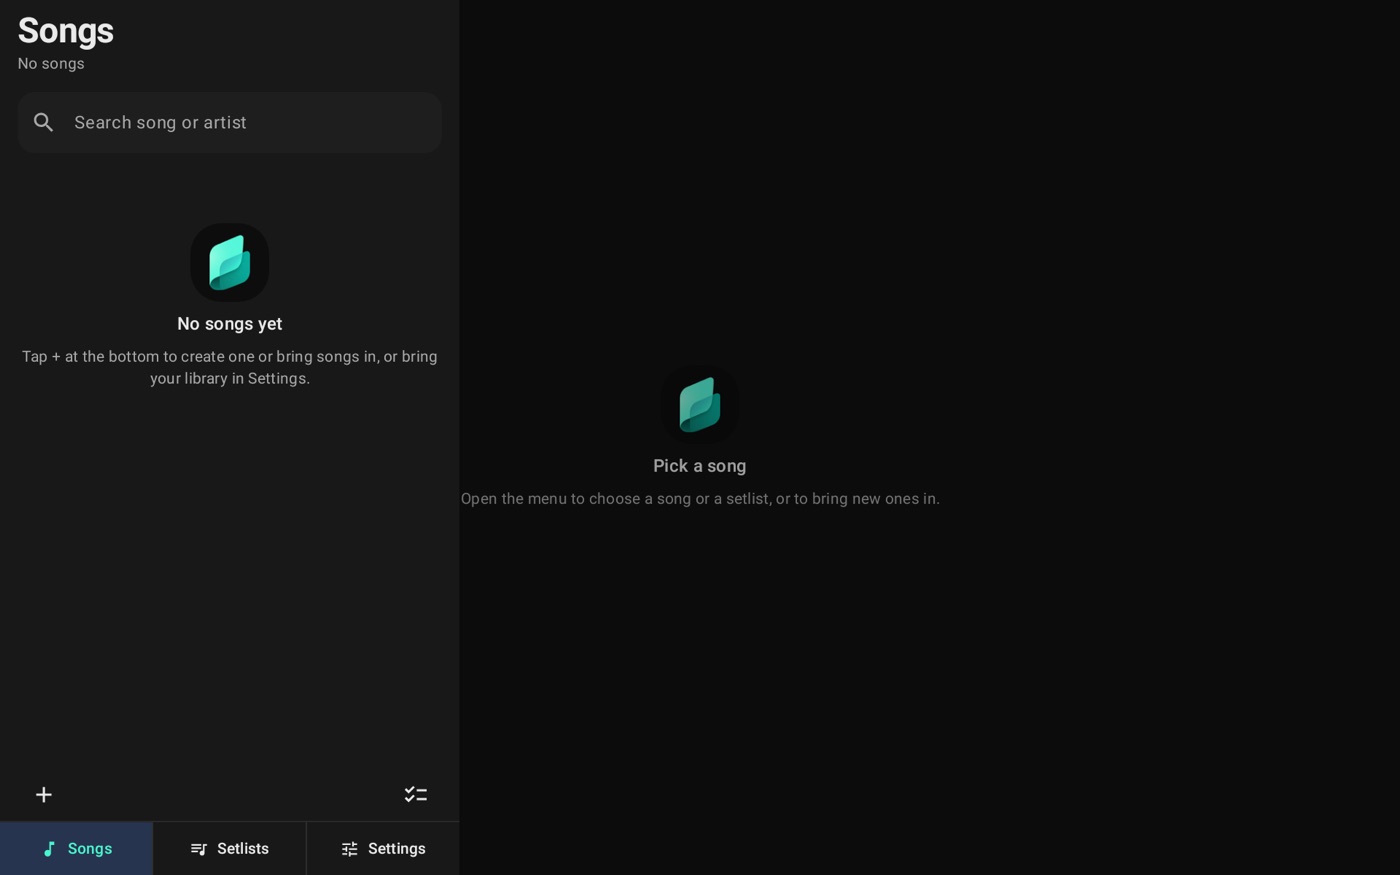 Songs
No songs
Search song or artist
No songs yet
Tap + at the bottom to create one or bring songs in, or bring
your library in Settings.
Pick a song
Open the menu to choose a song or a setlist, or to bring new ones in.
Songs
Setlists
Settings